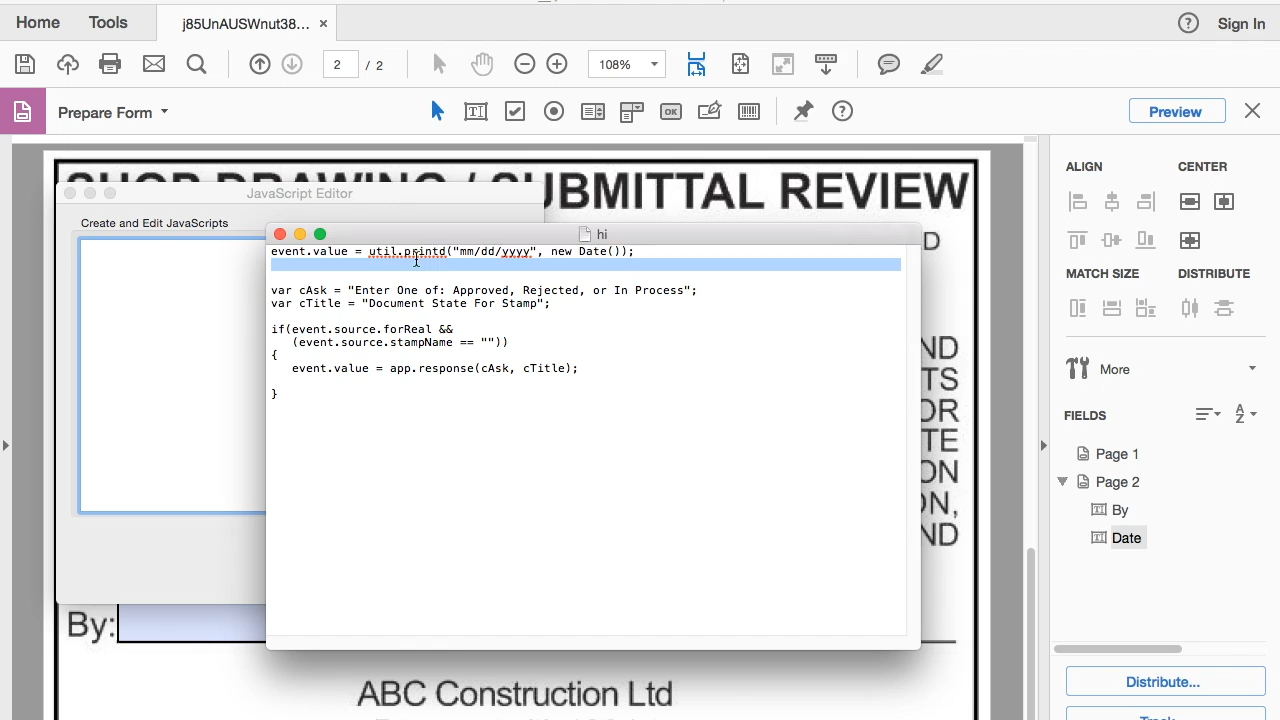 Home Tools j85UnAUSWnut38... × Sign In
2 / 2 108%
Prepare Form Preview
SUBMITTAL REVIEW
JavaScript Editor
Create and Edit JavaScripts
hi
event.value = util.printd("mm/dd/yyyy", new Date());
var cAsk = "Enter One of: Approved, Rejected, or In Process";
var cTitle = "Document State For Stamp";
if(event.source.forReal &&
(event.source.stampName == ""))
{
event.value = app.response(cAsk, cTitle);
}
By:
ABC Construction Ltd
ALIGN CENTER
MATCH SIZE DISTRIBUTE
More
FIELDS
Page 1
Page 2
By
Date
Distribute...